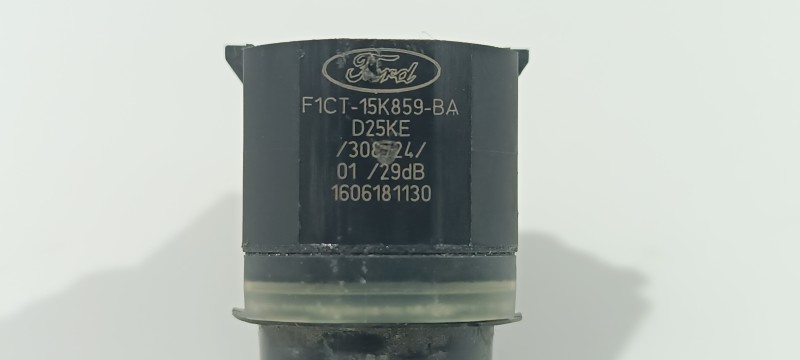 Ford
F1CT-15K859-BA
D25KE
01 /29dB
1606181130